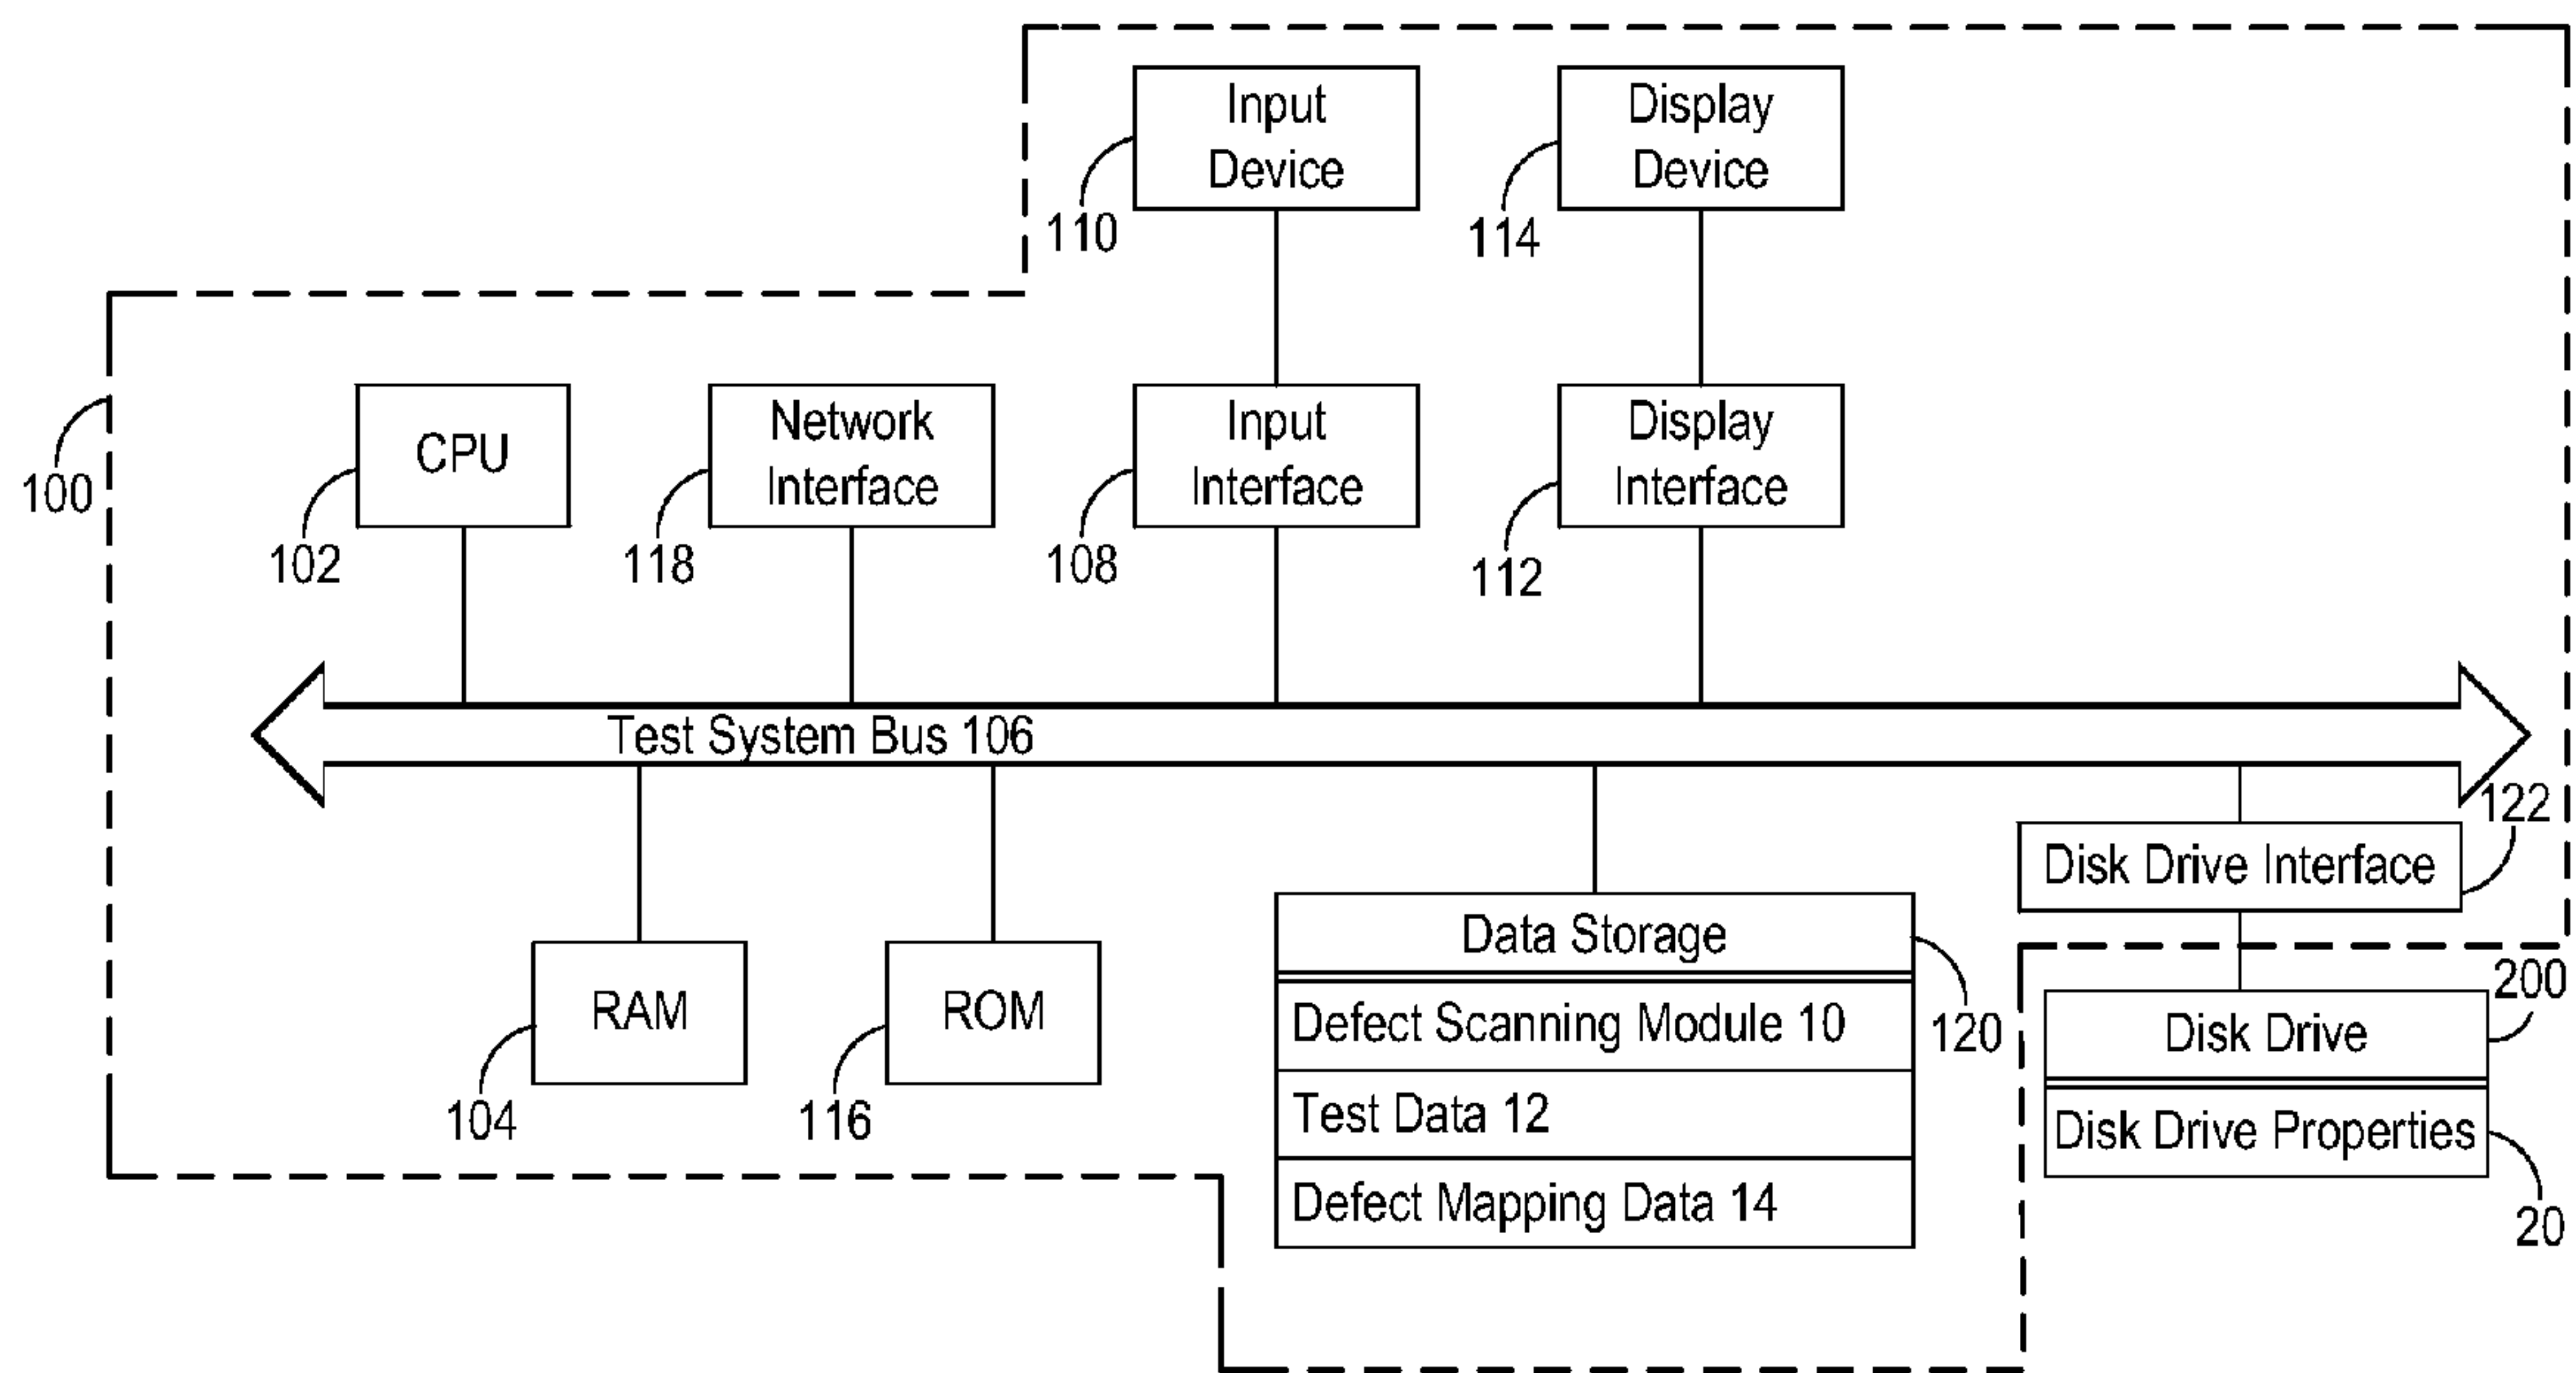 Input
Device
110
Display
Device
114
100
CPU
102
Network
Interface
118
Input
Interface
108
Display
Interface
112
Test System Bus 106
122
Disk Drive Interface
RAM
104
ROM
116
Data Storage
120
Defect Scanning Module 10
Test Data 12
Defect Mapping Data 14
200
Disk Drive
Disk Drive Properties
20